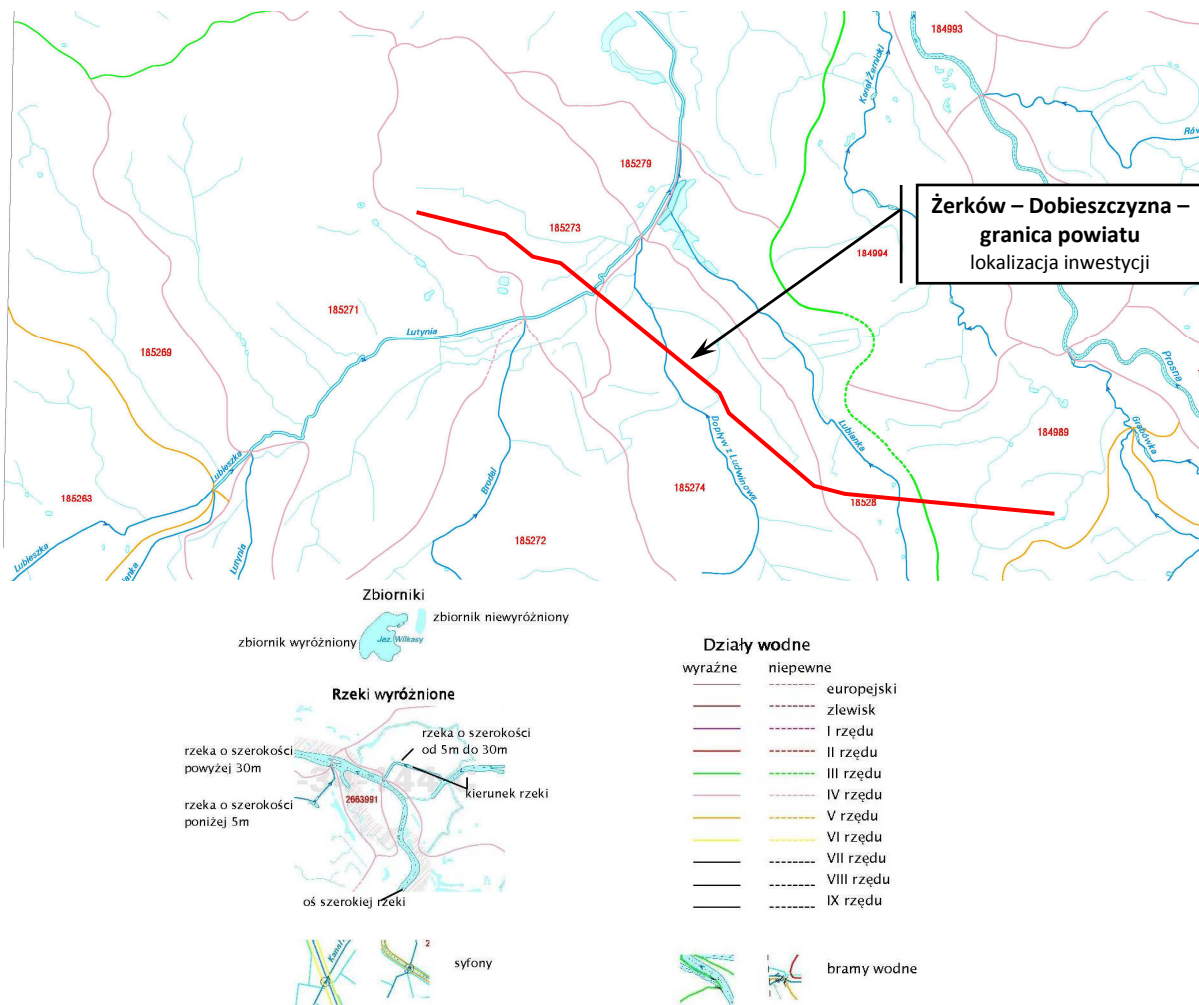 184993
Kanał Żernicki
Rów
185279
Żerków – Dobieszczyzna –
granica powiatu
lokalizacja inwestycji
185273
184994
185271
Lutynia
185269
Prosna
Lubieszka
Brodal
Dopływ z Ludwinowa
Lubianka
184989
Grabówka
185263
185274
18528
Lubieszka
Lutynia
185272
Zbiorniki
zbiornik niewyróżniony
zbiornik wyróżniony
Jez. Wilkasy
Działy wodne
wyraźne niepewne
europejski
zlewisk
I rzędu
II rzędu
III rzędu
IV rzędu
V rzędu
VI rzędu
VII rzędu
VIII rzędu
IX rzędu
Rzeki wyróżnione
rzeka o szerokości
od 5m do 30m
rzeka o szerokości
powyżej 30m
kierunek rzeki
2663991
rzeka o szerokości
poniżej 5m
oś szerokiej rzeki
syfony
2
bramy wodne